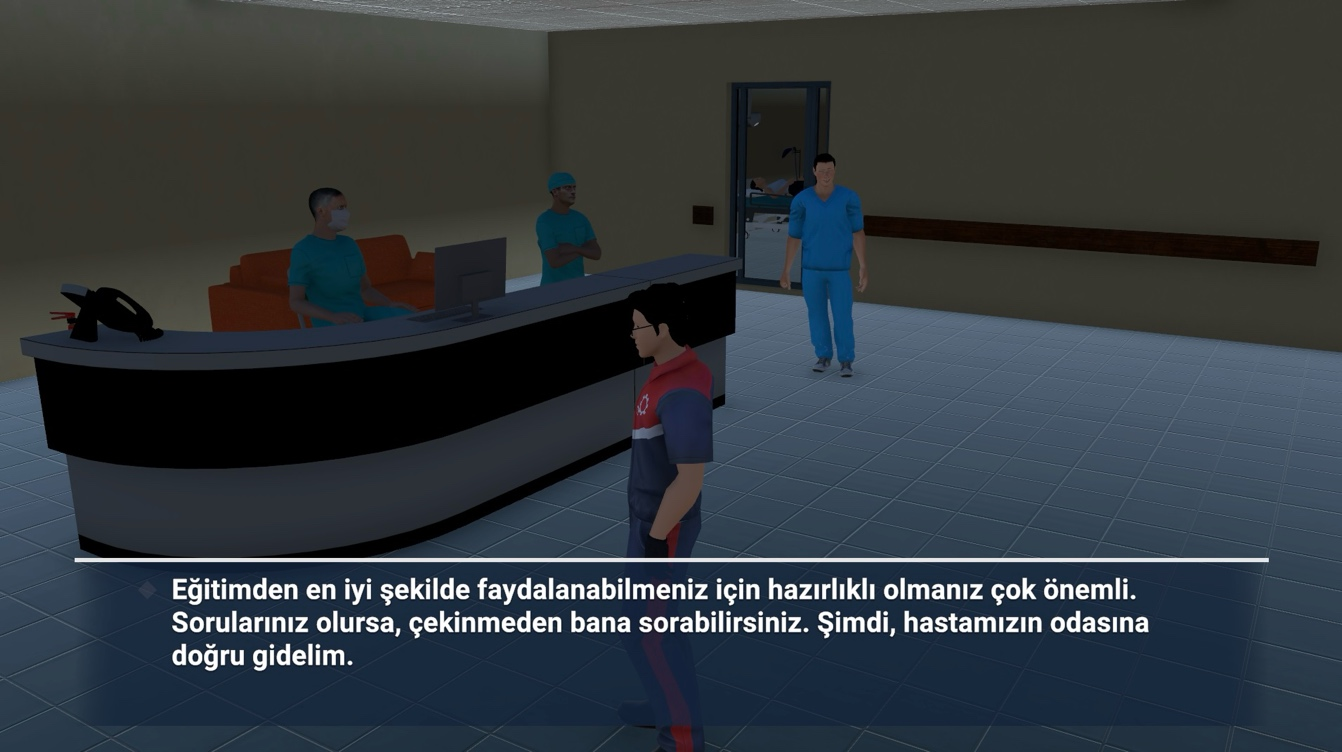 Eğitimden en iyi şekilde faydalanabilmeniz için hazırlıklı olmanız çok önemli.
Sorularınız olursa, çekinmeden bana sorabilirsiniz. Şimdi, hastamızın odasına
doğru gidelim.